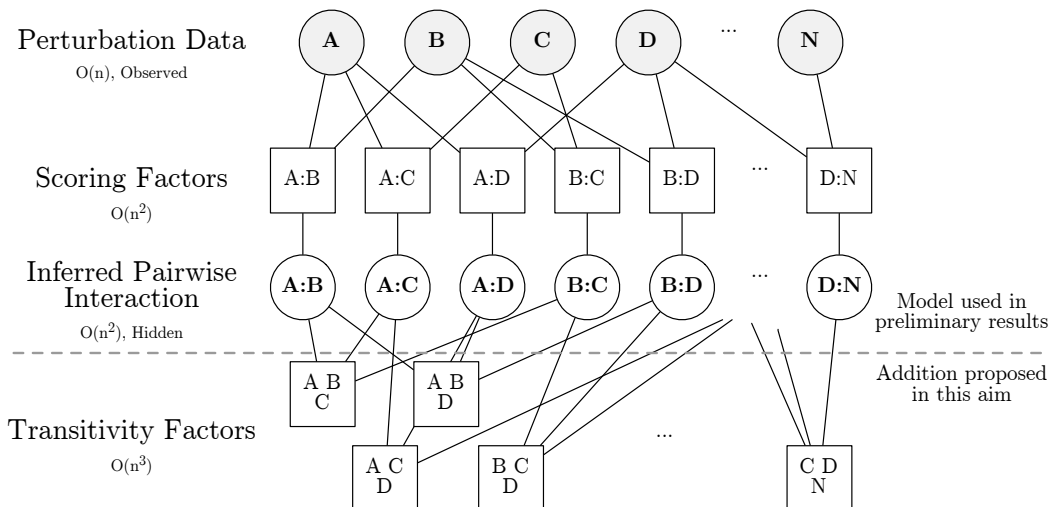 Perturbation Data
O(n), Observed
A B C D ... N
Scoring Factors
O(n²)
A:B A:C A:D B:C B:D ... D:N
Inferred Pairwise
Interaction
O(n²), Hidden
A:B A:C A:D B:C B:D ... D:N
Model used in
preliminary results
Addition proposed
in this aim
A B
C
A B
D
Transitivity Factors
O(n³)
A C
D
B C
D
...
C D
N